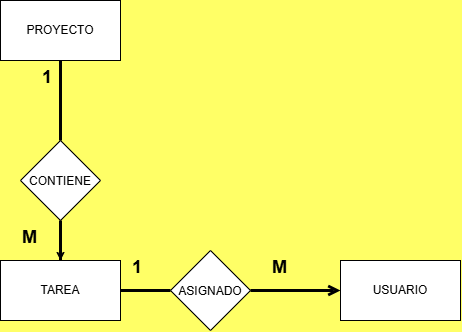 PROYECTO
1
CONTIENE
M
TAREA
1
ASIGNADO
M
USUARIO